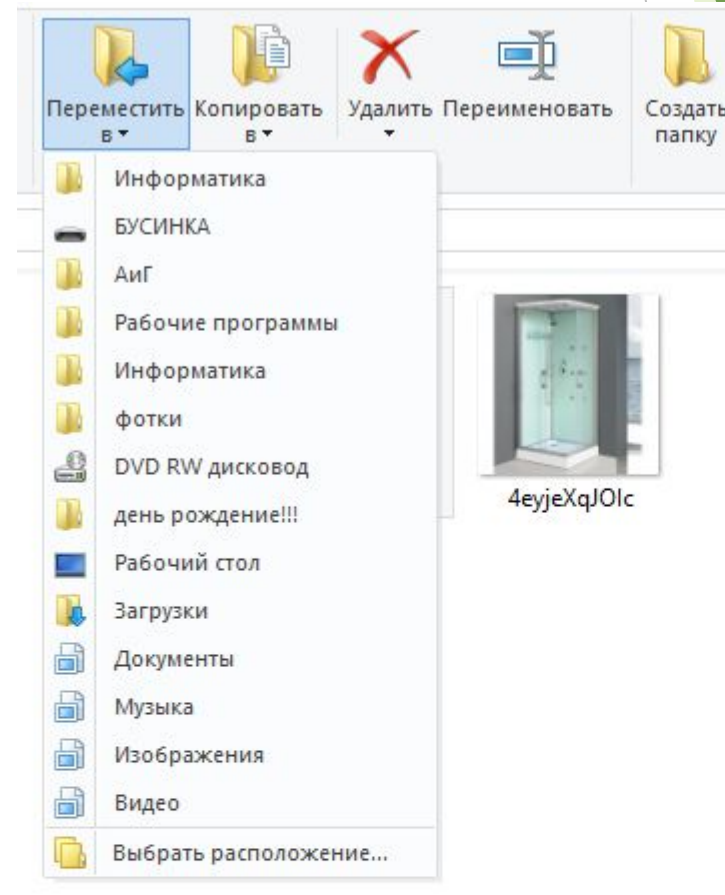 Переместить в
Копировать в
Удалить
Переименовать
Создать папку
Информатика
БУСИНКА
АиГ
Рабочие программы
Информатика
фотки
DVD RW дисковод
день рождение!!!
Рабочий стол
Загрузки
Документы
Музыка
Изображения
Видео
Выбрать расположение...
4eyjeXqJOIc